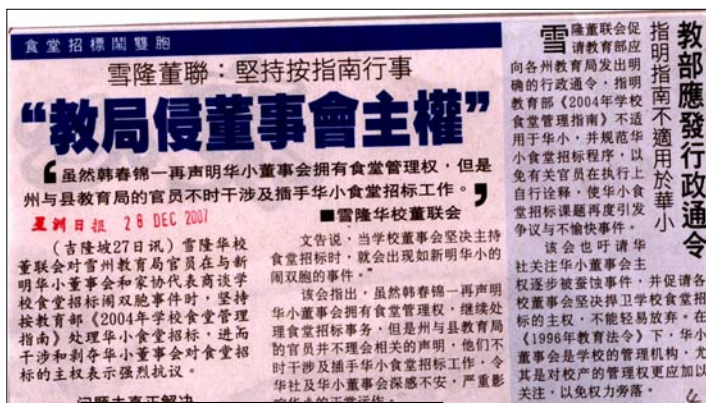 食堂招標鬧雙胞
雪隆董聯：堅持按指南行事
“教局侵董事會主權”
虽然韩春锦一再声明华小董事会拥有食堂管理权，但是
州与县教育局的官员不时干涉及插手华小食堂招标工作。
■雪隆华校董联会
星洲日报 28 DEC 2007
（吉隆坡27日讯）雪隆华校
董联会对雪州教育局官员在与新
明华小董事会和家协代表商谈学
校食堂招标闹双胞事件时，坚持
按教育部《2004年学校食堂管理
指南》处理华小食堂招标，进而
干涉和剥夺华小董事会对食堂招
标的主权表示强烈抗议。
文告说，当学校董事会坚决主持
食堂招标时，就会出现如新明华小的
闹双胞的事件。"
该会指出，虽然韩春锦一再声明
华小董事会拥有食堂管理权，继续处
理食堂招标事务，但是州与县教育局
的官员并不理会相关的声明，他们不
时干涉及插手华小食堂招标工作，令
华社及华小董事会深感不安，严重影
教部應發行政通令
指明指南不適用於華小
雪隆董联会促
请教育部应
向各州教育局发出明
确的行政通令，指明
教育部《2004年学校
食堂管理指南》不适
用于华小，并规范华
小食堂招标程序，以
免有关官员在执行上
自行诠释，使华小食
堂招标课题再度引发
争议与不愉快事件。
该会也吁请华
社关注华小董事会主
权逐步被蚕蚀事件，并促请各
校董事会坚决捍卫学校食堂招
标的主权，不能轻易放弃。在
《1996年教育法令》下，华小
董事会是学校的管理机构，尤
其是对校产的管理权更应加以
关注，以免权力旁落。